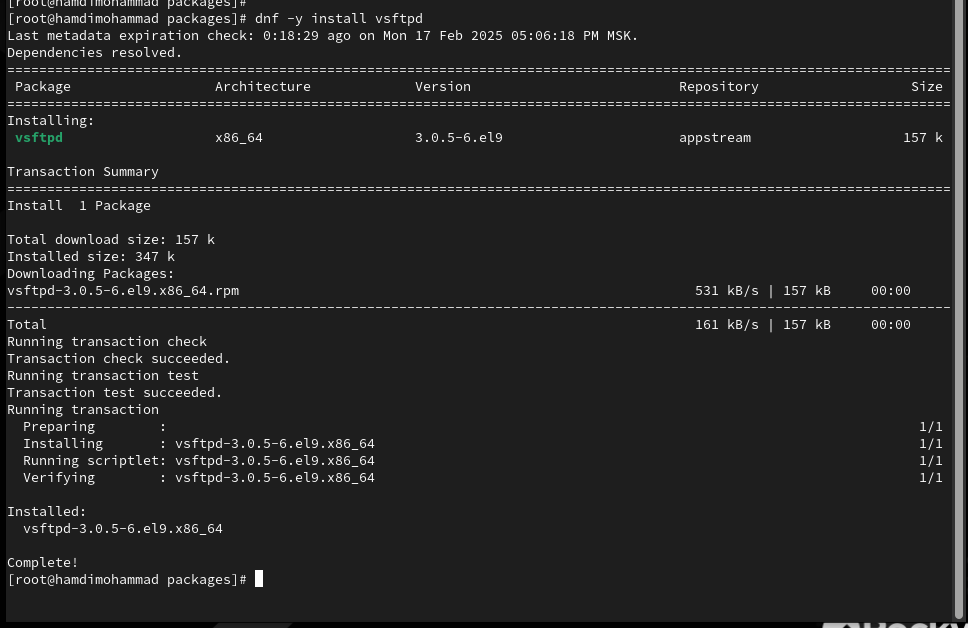 [root@hamdimohammad packages]#
[root@hamdimohammad packages]# dnf -y install vsftpd
Last metadata expiration check: 0:18:29 ago on Mon 17 Feb 2025 05:06:18 PM MSK.
Dependencies resolved.
================================================================================
Package Architecture Version Repository Size
================================================================================
Installing:
vsftpd x86_64 3.0.5-6.el9 appstream 157 k
Transaction Summary
================================================================================
Install 1 Package
Total download size: 157 k
Installed size: 347 k
Downloading Packages:
vsftpd-3.0.5-6.el9.x86_64.rpm 531 kB/s | 157 kB 00:00
--------------------------------------------------------------------------------
Total 161 kB/s | 157 kB 00:00
Running transaction check
Transaction check succeeded.
Running transaction test
Transaction test succeeded.
Running transaction
Preparing : 1/1
Installing : vsftpd-3.0.5-6.el9.x86_64 1/1
Running scriptlet: vsftpd-3.0.5-6.el9.x86_64 1/1
Verifying : vsftpd-3.0.5-6.el9.x86_64 1/1
Installed:
vsftpd-3.0.5-6.el9.x86_64
Complete!
[root@hamdimohammad packages]#